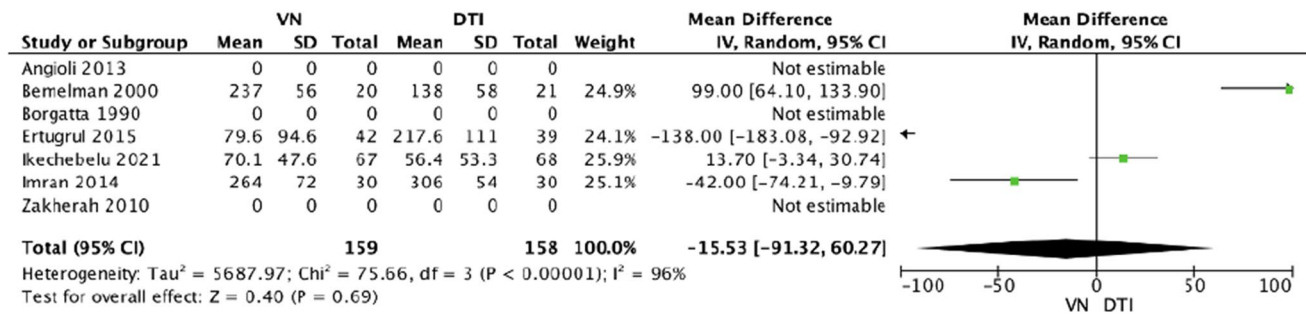 VN DTI Mean Difference Mean Difference
Study or Subgroup Mean SD Total Mean SD Total Weight IV, Random, 95% CI IV, Random, 95% CI
Angioli 2013 0 0 0 0 0 0 Not estimable
Bemelman 2000 237 56 20 138 58 21 24.9% 99.00 [64.10, 133.90]
Borgatta 1990 0 0 0 0 0 0 Not estimable
Ertugrul 2015 79.6 94.6 42 217.6 111 39 24.1% -138.00 [-183.08, -92.92]
Ikechebelu 2021 70.1 47.6 67 56.4 53.3 68 25.9% 13.70 [-3.34, 30.74]
Imran 2014 264 72 30 306 54 30 25.1% -42.00 [-74.21, -9.79]
Zakherah 2010 0 0 0 0 0 0 Not estimable
Total (95% CI) 159 158 100.0% -15.53 [-91.32, 60.27]
Heterogeneity: Tau² = 5687.97; Chi² = 75.66, df = 3 (P < 0.00001); I² = 96%
Test for overall effect: Z = 0.40 (P = 0.69)
-100 -50 0 50 100
VN DTI